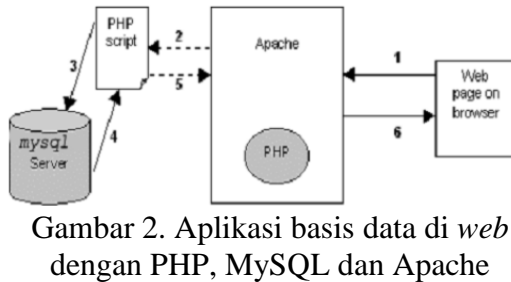 PHP
script
2
Apache
1
3
5
Web
page on
browser
4
6
mysql
Server
PHP
Gambar 2. Aplikasi basis data di web
dengan PHP, MySQL dan Apache